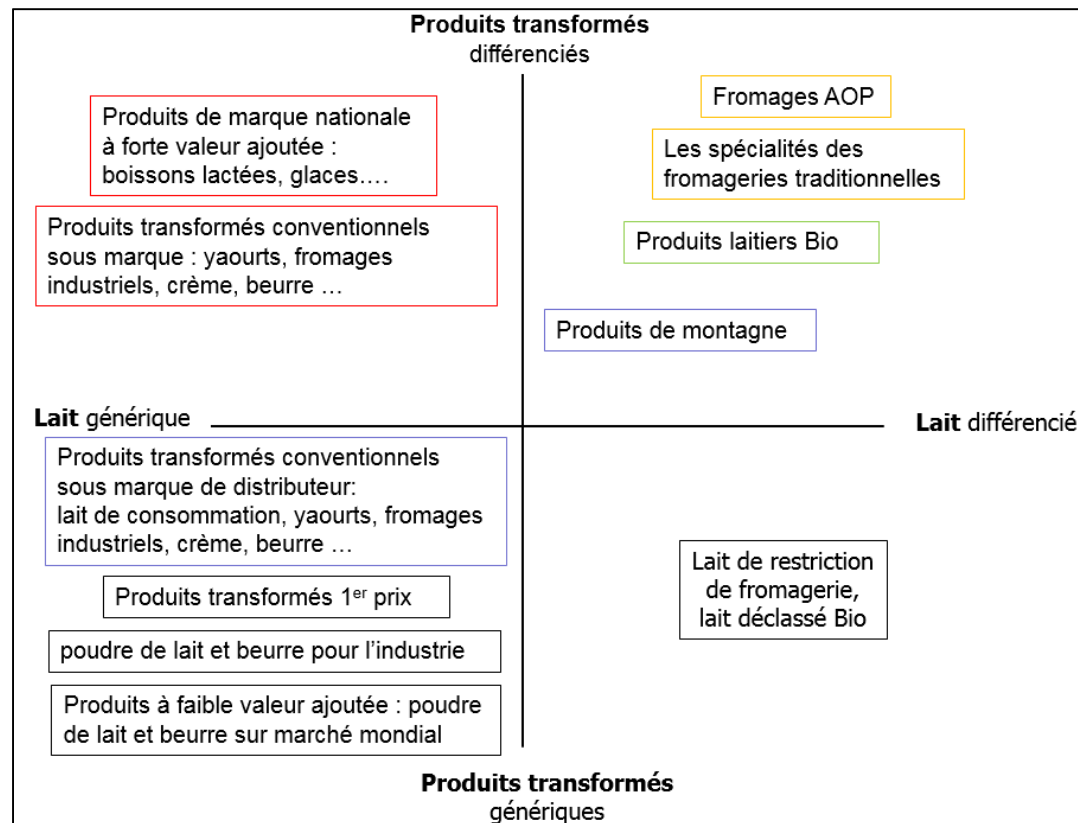 Produits transformés
différenciés
Produits de marque nationale
à forte valeur ajoutée :
boissons lactées, glaces….
Fromages AOP
Les spécialités des
fromageries traditionnelles
Produits transformés conventionnels
sous marque : yaourts, fromages
industriels, crème, beurre …
Produits laitiers Bio
Produits de montagne
Lait générique
Lait différencié
Produits transformés conventionnels
sous marque de distributeur:
lait de consommation, yaourts, fromages
industriels, crème, beurre …
Lait de restriction
de fromagerie,
lait déclassé Bio
Produits transformés 1er prix
poudre de lait et beurre pour l’industrie
Produits à faible valeur ajoutée : poudre
de lait et beurre sur marché mondial
Produits transformés
génériques